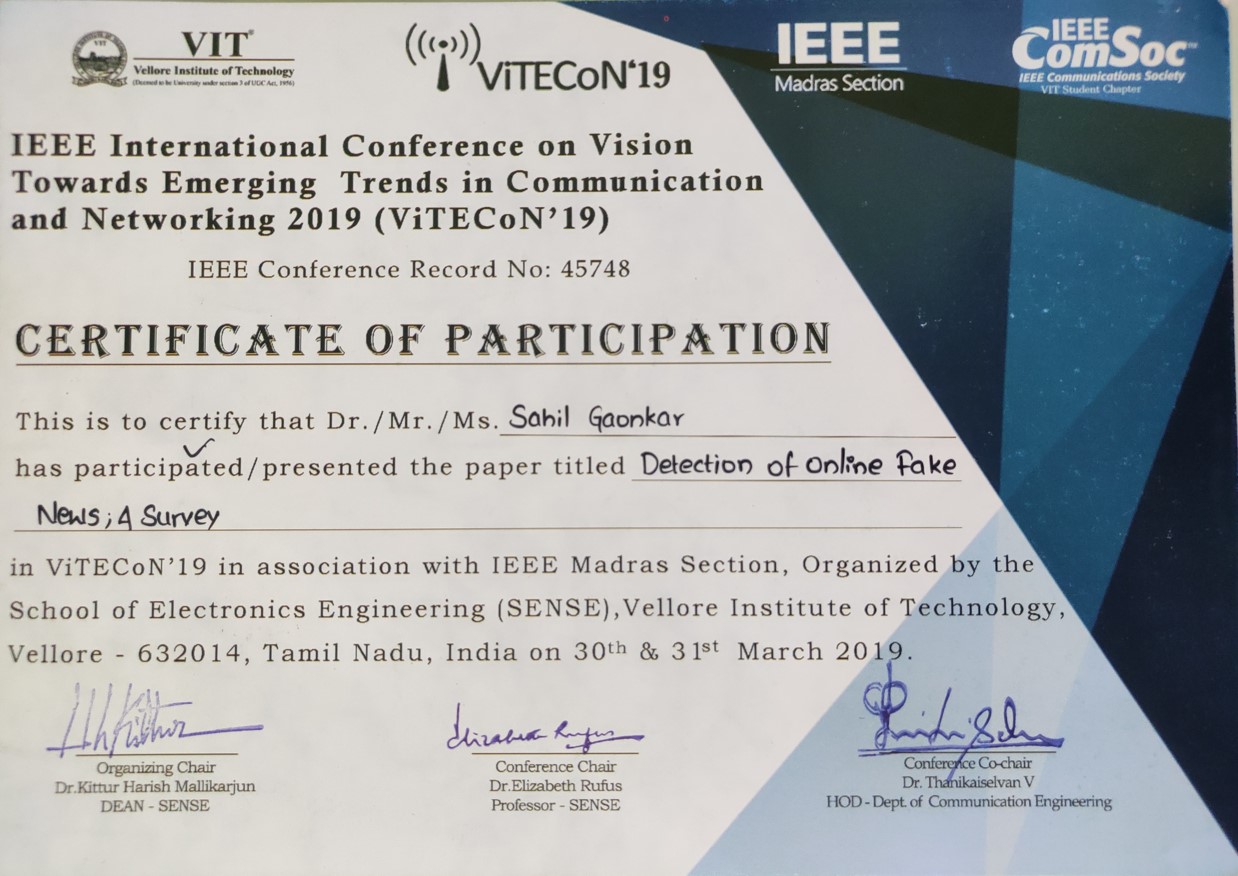 VIT®
Vellore Institute of Technology
(Deemed to be University under section 3 of UGC Act, 1956)
ViTECoN'19
IEEE
Madras Section
IEEE
ComSoc™
IEEE Communications Society
VIT Student Chapter
IEEE International Conference on Vision
Towards Emerging Trends in Communication
and Networking 2019 (ViTECoN'19)
IEEE Conference Record No: 45748
CERTIFICATE OF PARTICIPATION
This is to certify that Dr./Mr./Ms. Sahil Gaonkar
has participated/presented the paper titled Detection of Online Fake
News; A Survey
in ViTECoN'19 in association with IEEE Madras Section, Organized by the
School of Electronics Engineering (SENSE),Vellore Institute of Technology,
Vellore - 632014, Tamil Nadu, India on 30th & 31st March 2019.
Elizabeth Rufus
Organizing Chair
Dr.Kittur Harish Mallikarjun
DEAN - SENSE
Conference Chair
Dr.Elizabeth Rufus
Professor - SENSE
Conference Co-chair
Dr. Thanikaiselvan V
HOD - Dept. of Communication Engineering